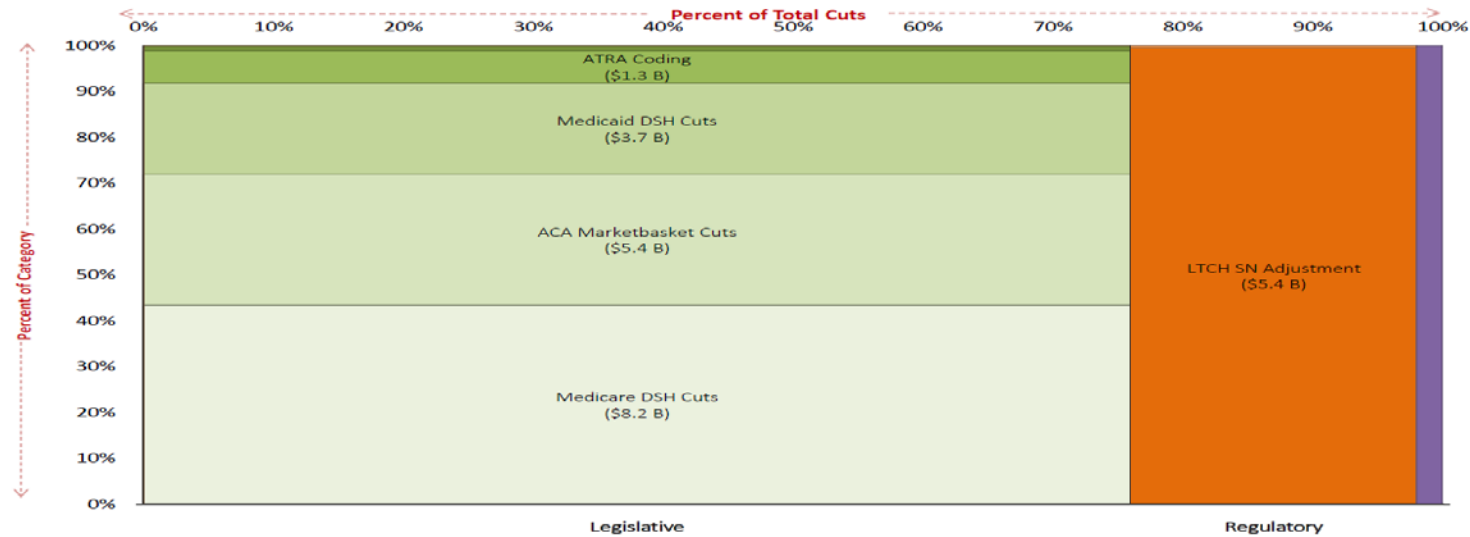 Percent of Total Cuts
0% 10% 20% 30% 40% 50% 60% 70% 80% 90% 100%
Percent of Category
100%
90%
80%
70%
60%
50%
40%
30%
20%
10%
0%
ATRA Coding
($1.3 B)
Medicaid DSH Cuts
($3.7 B)
ACA Marketbasket Cuts
($5.4 B)
LTCH SN Adjustment
($5.4 B)
Medicare DSH Cuts
($8.2 B)
Legislative Regulatory